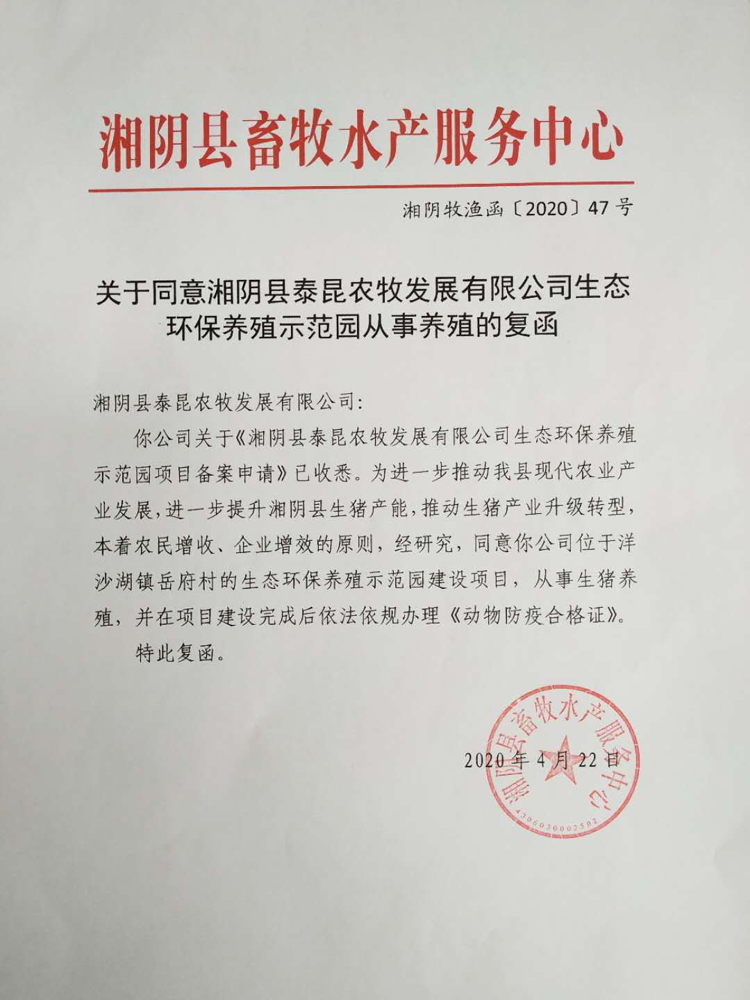 湘阴县畜牧水产服务中心
湘阴牧渔函〔2020〕47 号
关于同意湘阴县泰昆农牧发展有限公司生态
环保养殖示范园从事养殖的复函
湘阴县泰昆农牧发展有限公司：
你公司关于《湘阴县泰昆农牧发展有限公司生态环保养殖
示范园项目备案申请》已收悉。为进一步推动我县现代农业产
业发展，进一步提升湘阴县生猪产能，推动生猪产业升级转型，
本着农民增收、企业增效的原则，经研究，同意你公司位于洋
沙湖镇岳府村的生态环保养殖示范园建设项目，从事生猪养
殖，并在项目建设完成后依法依规办理《动物防疫合格证》。
特此复函。
湘阴县畜牧水产服务中心
2020 年 4 月 22 日
4306030002502